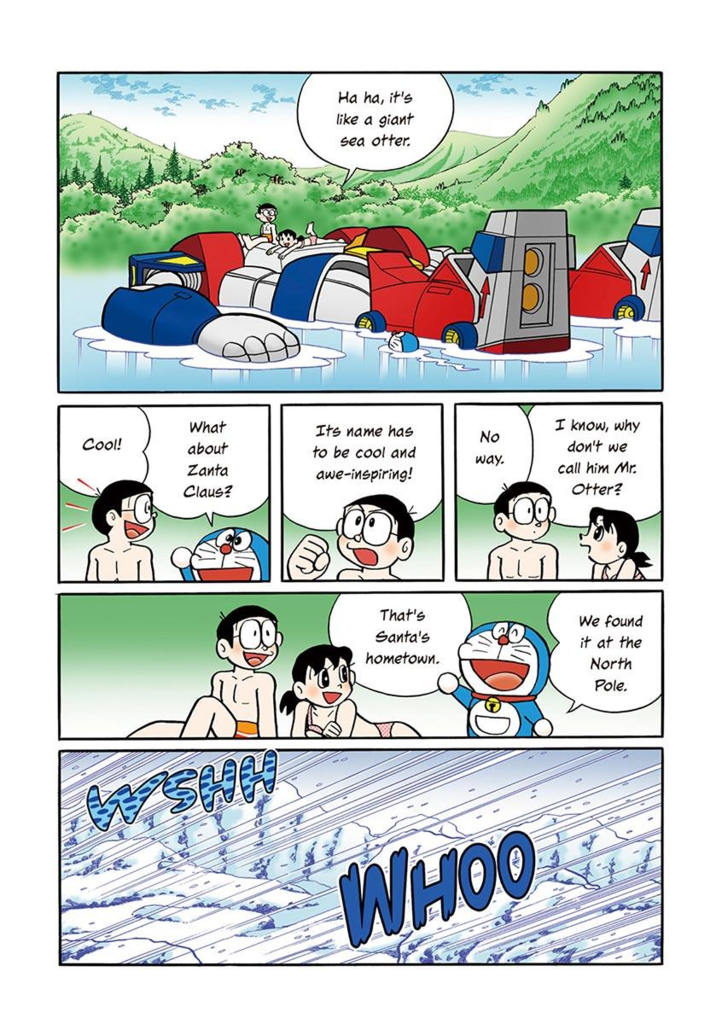 Ha ha, it's
like a giant
sea otter.
I know, why
don't we
call him Mr.
Otter?
No
way.
Its name has
to be cool and
awe-inspiring!
What
about
Zanta
Claus?
Cool!
We found
it at the
North
Pole.
That's
Santa's
hometown.
WSHH
WHOO